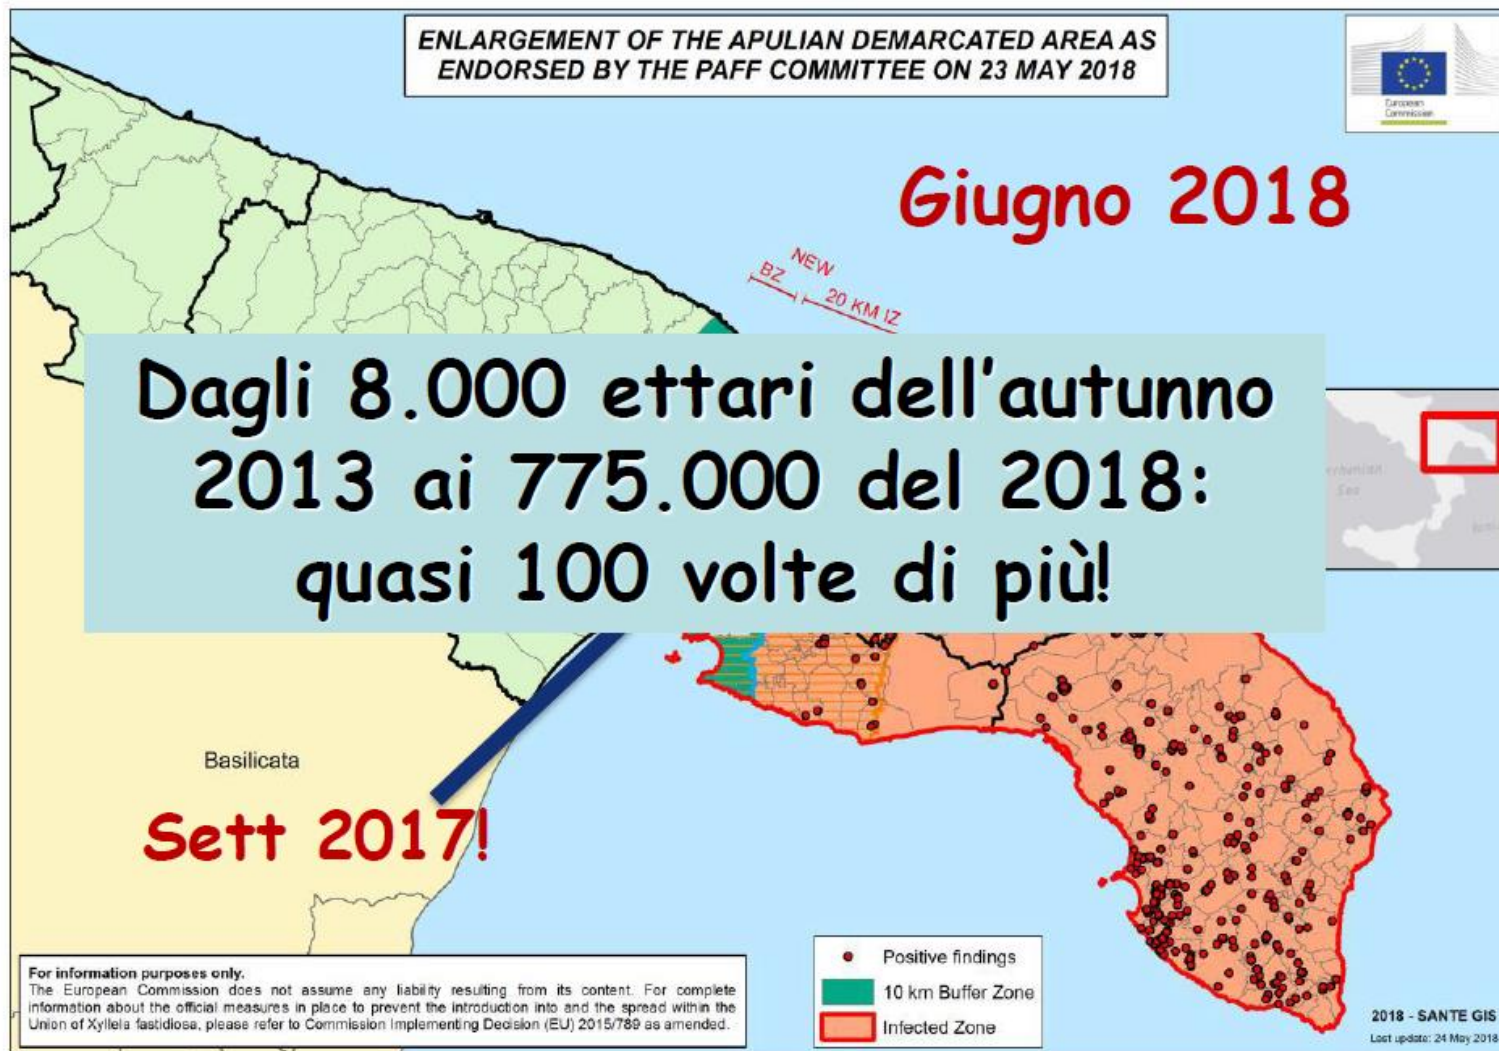 ENLARGEMENT OF THE APULIAN DEMARCATED AREA AS
ENDORSED BY THE PAFF COMMITTEE ON 23 MAY 2018
European
Commission
Giugno 2018
NEW
BZ
20 KM IZ
Dagli 8.000 ettari dell'autunno
2013 ai 775.000 del 2018:
quasi 100 volte di più!
Sea
Basilicata
Sett 2017!
For information purposes only.
The European Commission does not assume any liability resulting from its content. For complete
information about the official measures in place to prevent the introduction into and the spread within the
Union of Xyllela fastidiosa, please refer to Commission Implementing Decision (EU) 2015/789 as amended.
Positive findings
10 km Buffer Zone
Infected Zone
2018 - SANTE GIS
Last update: 24 May 2018